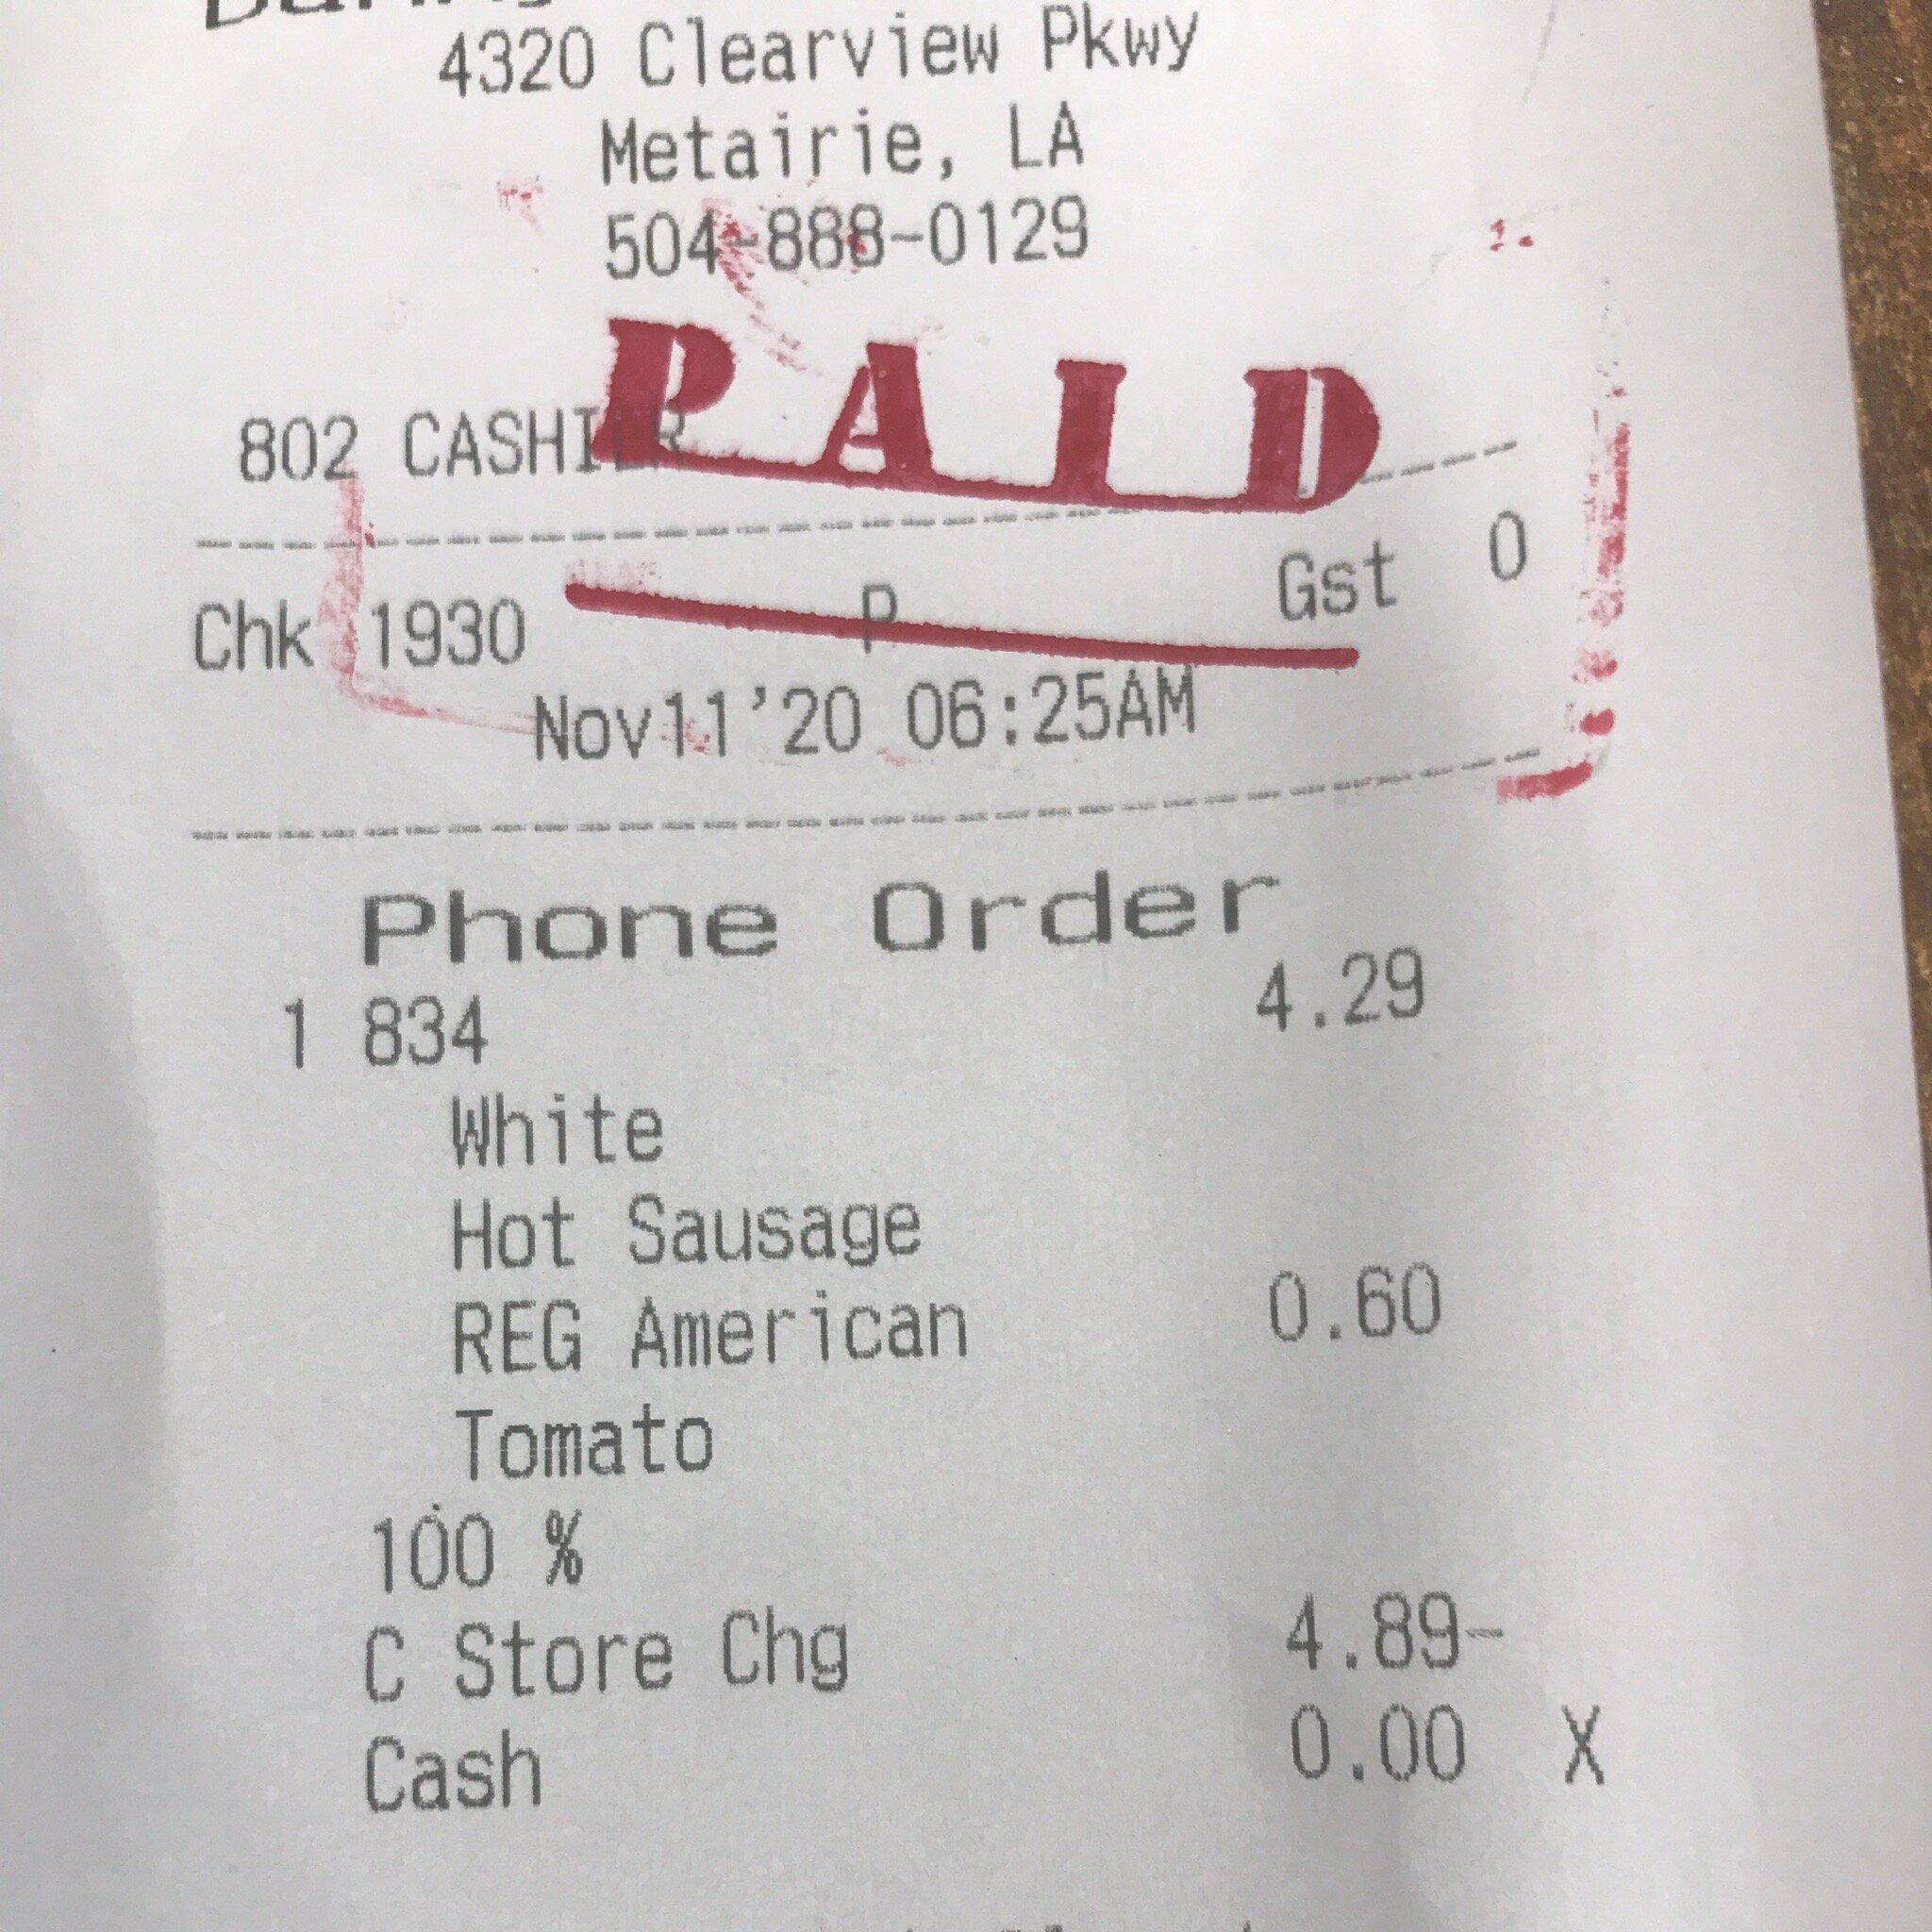 4320 Clearview Pkwy
Metairie, LA
504-888-0129
PAID
802 CASHIER
Chk 1930 P Gst 0
Nov11'20 06:25AM
Phone Order
1 834 4.29
White
Hot Sausage
REG American 0.60
Tomato
100 %
C Store Chg 4.89-
Cash 0.00 X